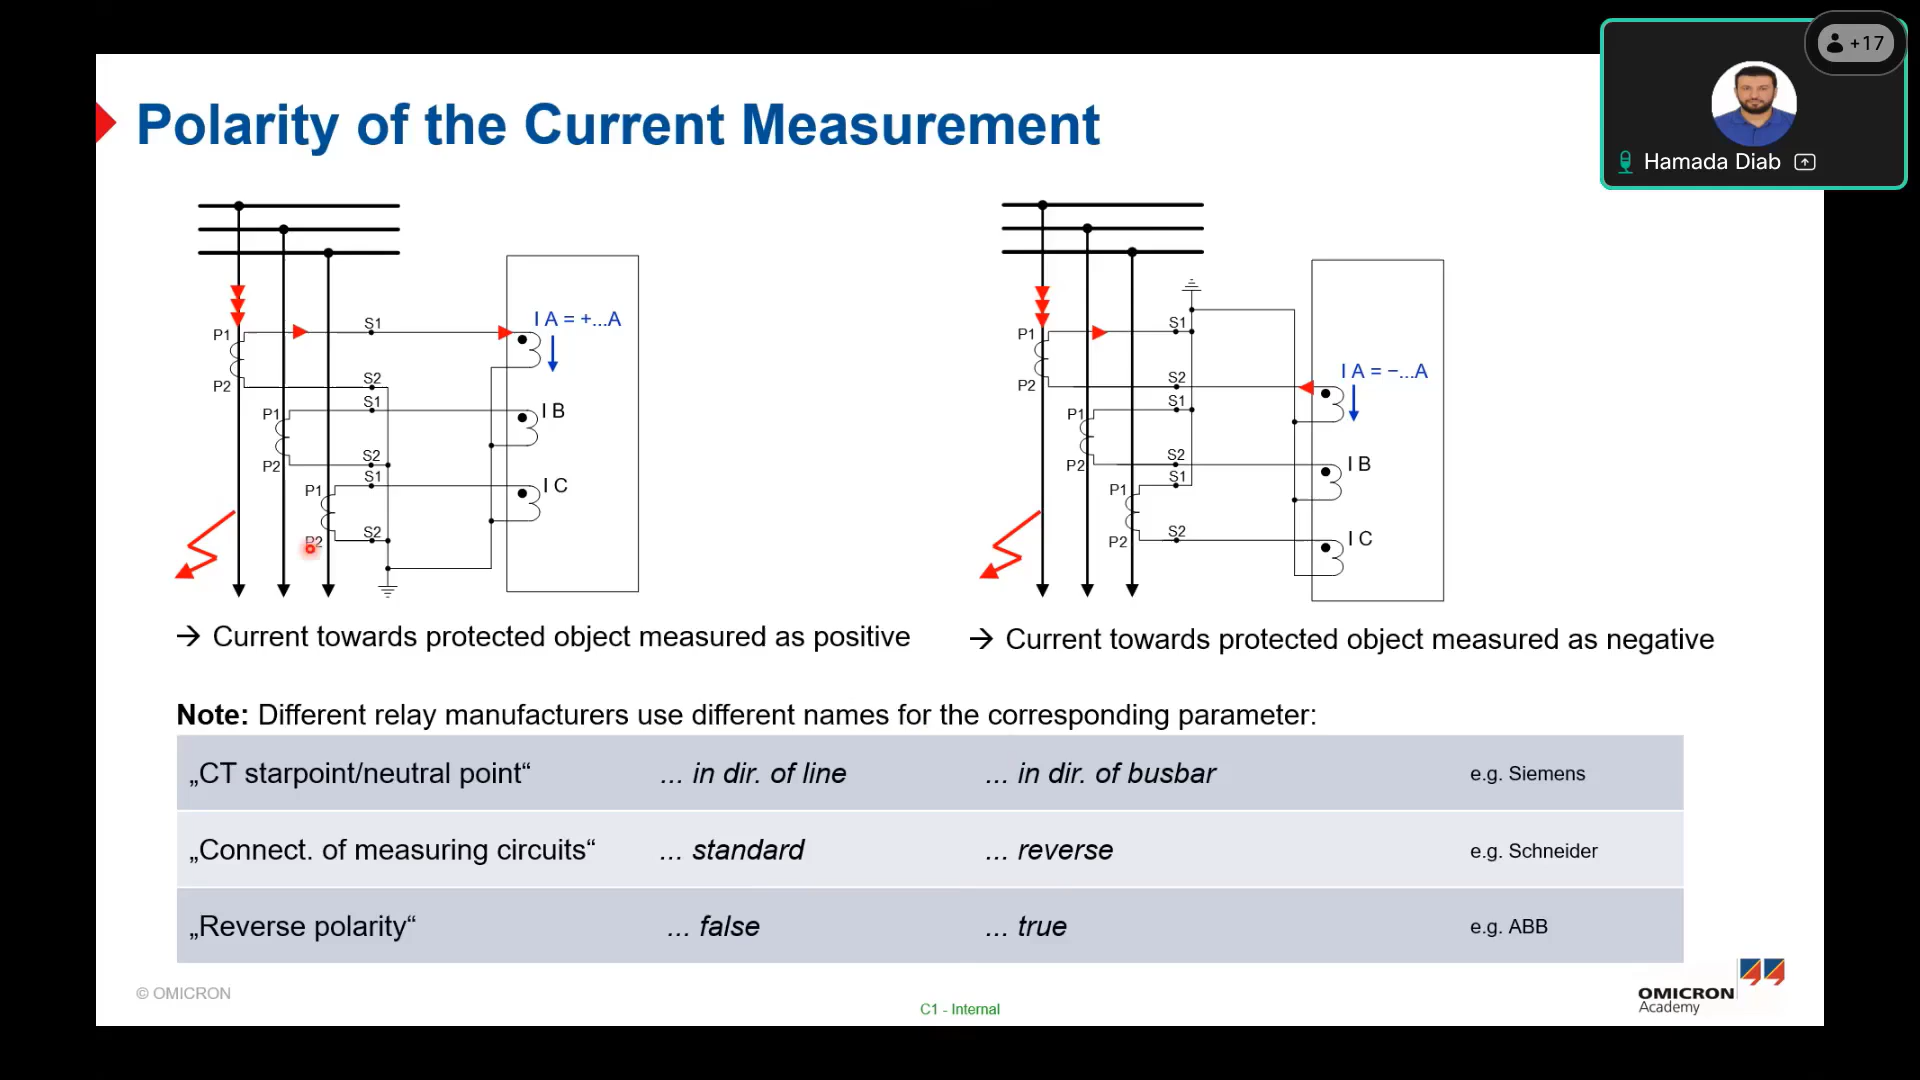 +17
Hamada Diab
Polarity of the Current Measurement
P1
S1
I A = +...A
P2
S2
P1
S1
I B
P2
S2
P1
S1
I C
P2
S2
→ Current towards protected object measured as positive
P1
S1
P2
S2
I A = −...A
P1
S1
P2
S2
I B
P1
S1
P2
S2
I C
→ Current towards protected object measured as negative
Note: Different relay manufacturers use different names for the corresponding parameter:
„CT starpoint/neutral point“ ... in dir. of line ... in dir. of busbar e.g. Siemens
„Connect. of measuring circuits“ ... standard ... reverse e.g. Schneider
„Reverse polarity“ ... false ... true e.g. ABB
© OMICRON
C1 - Internal
OMICRON
Academy